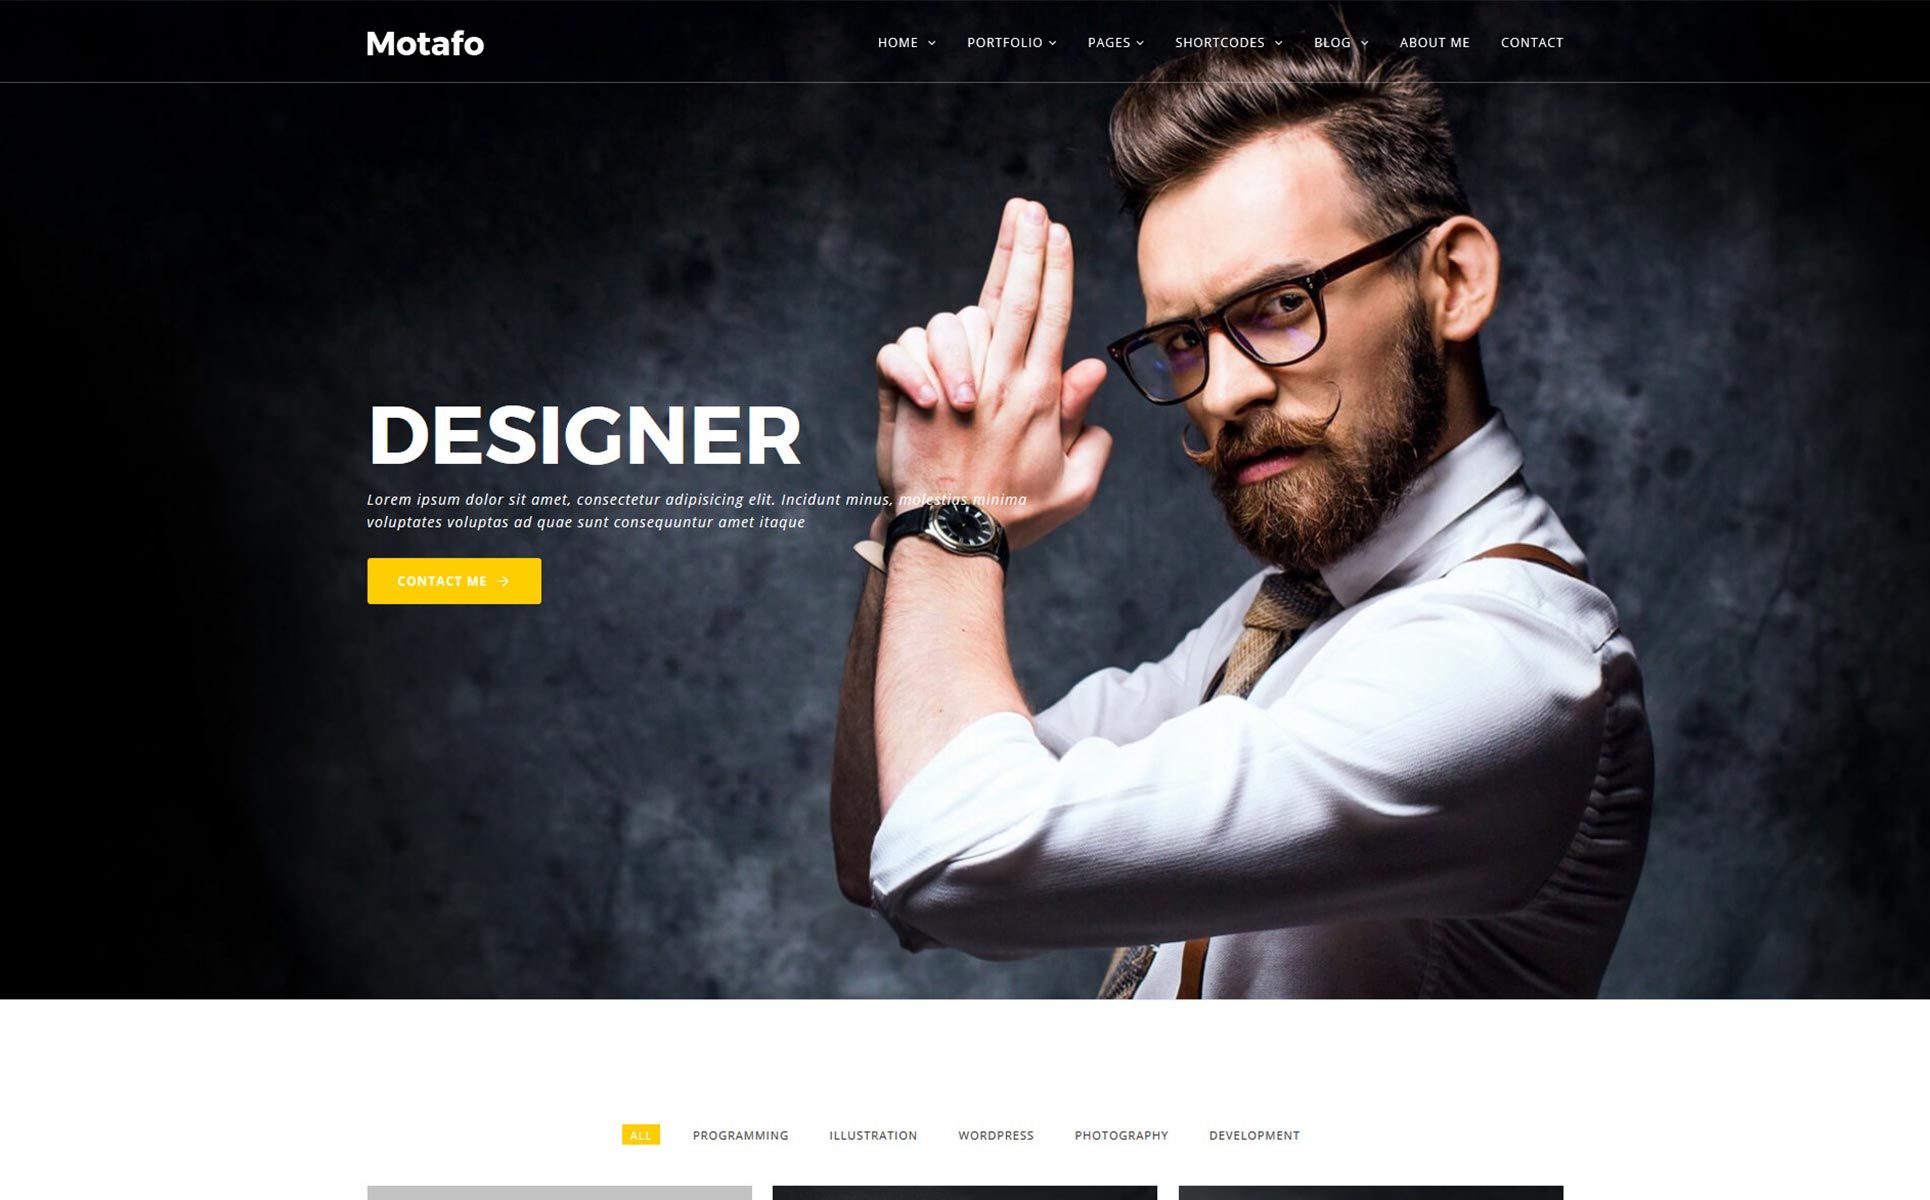 Motafo
HOME PORTFOLIO PAGES SHORTCODES BLOG ABOUT ME CONTACT
DESIGNER
Lorem ipsum dolor sit amet, consectetur adipisicing elit. Incidunt minus, molestias minima
voluptates voluptas ad quae sunt consequuntur amet itaque
CONTACT ME
ALL PROGRAMMING ILLUSTRATION WORDPRESS PHOTOGRAPHY DEVELOPMENT